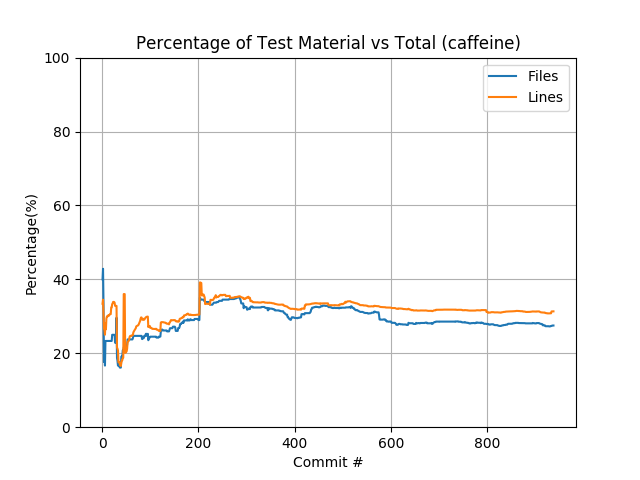 Percentage of Test Material vs Total (caffeine)
Files
Lines
Percentage(%)
100
80
60
40
20
0
0 200 400 600 800
Commit #